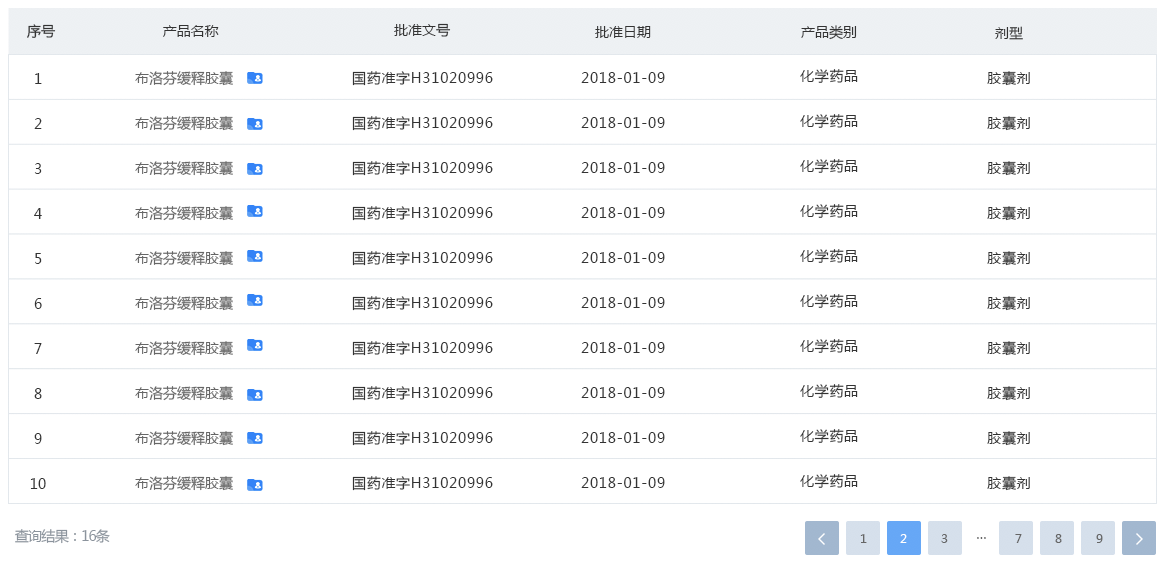 序号 产品名称 批准文号 批准日期 产品类别 剂型
1 布洛芬缓释胶囊 国药准字H31020996 2018-01-09 化学药品 胶囊剂
2 布洛芬缓释胶囊 国药准字H31020996 2018-01-09 化学药品 胶囊剂
3 布洛芬缓释胶囊 国药准字H31020996 2018-01-09 化学药品 胶囊剂
4 布洛芬缓释胶囊 国药准字H31020996 2018-01-09 化学药品 胶囊剂
5 布洛芬缓释胶囊 国药准字H31020996 2018-01-09 化学药品 胶囊剂
6 布洛芬缓释胶囊 国药准字H31020996 2018-01-09 化学药品 胶囊剂
7 布洛芬缓释胶囊 国药准字H31020996 2018-01-09 化学药品 胶囊剂
8 布洛芬缓释胶囊 国药准字H31020996 2018-01-09 化学药品 胶囊剂
9 布洛芬缓释胶囊 国药准字H31020996 2018-01-09 化学药品 胶囊剂
10 布洛芬缓释胶囊 国药准字H31020996 2018-01-09 化学药品 胶囊剂
查询结果：16条 1 2 3 ··· 7 8 9